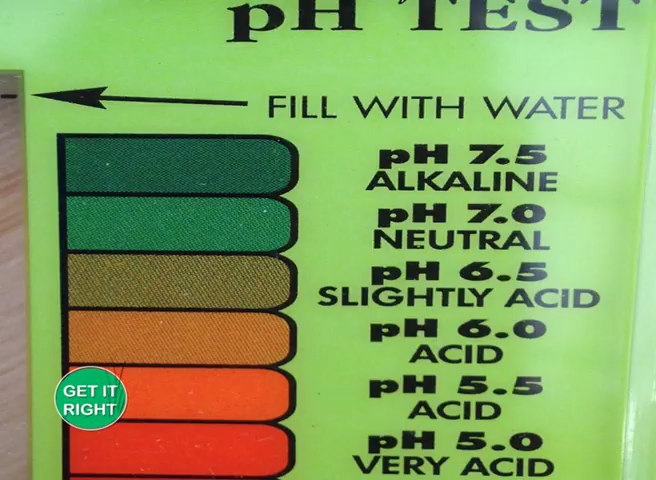 pH TEST
FILL WITH WATER
pH 7.5
ALKALINE
pH 7.0
NEUTRAL
pH 6.5
SLIGHTLY ACID
pH 6.0
ACID
pH 5.5
ACID
pH 5.0
VERY ACID
GET IT
RIGHT